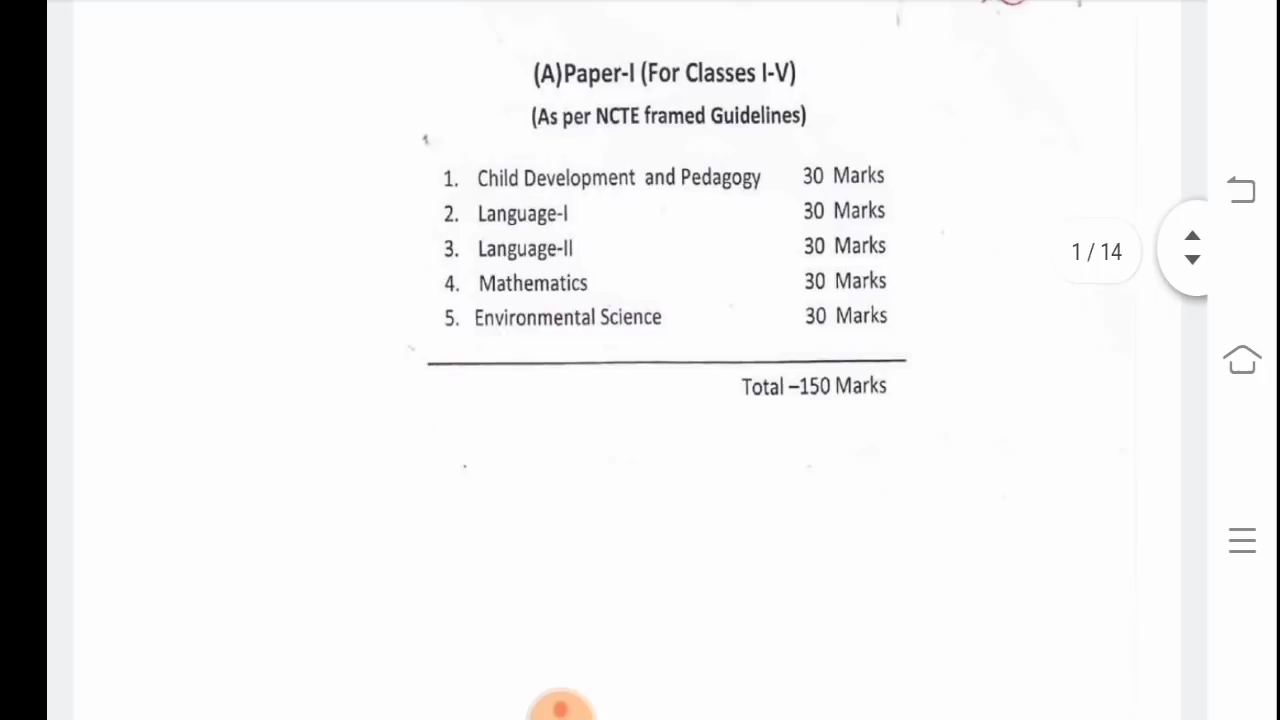 (A)Paper-I (For Classes I-V)
(As per NCTE framed Guidelines)
1. Child Development and Pedagogy 30 Marks
2. Language-I 30 Marks
3. Language-II 30 Marks
4. Mathematics 30 Marks
5. Environmental Science 30 Marks
Total –150 Marks
1 / 14